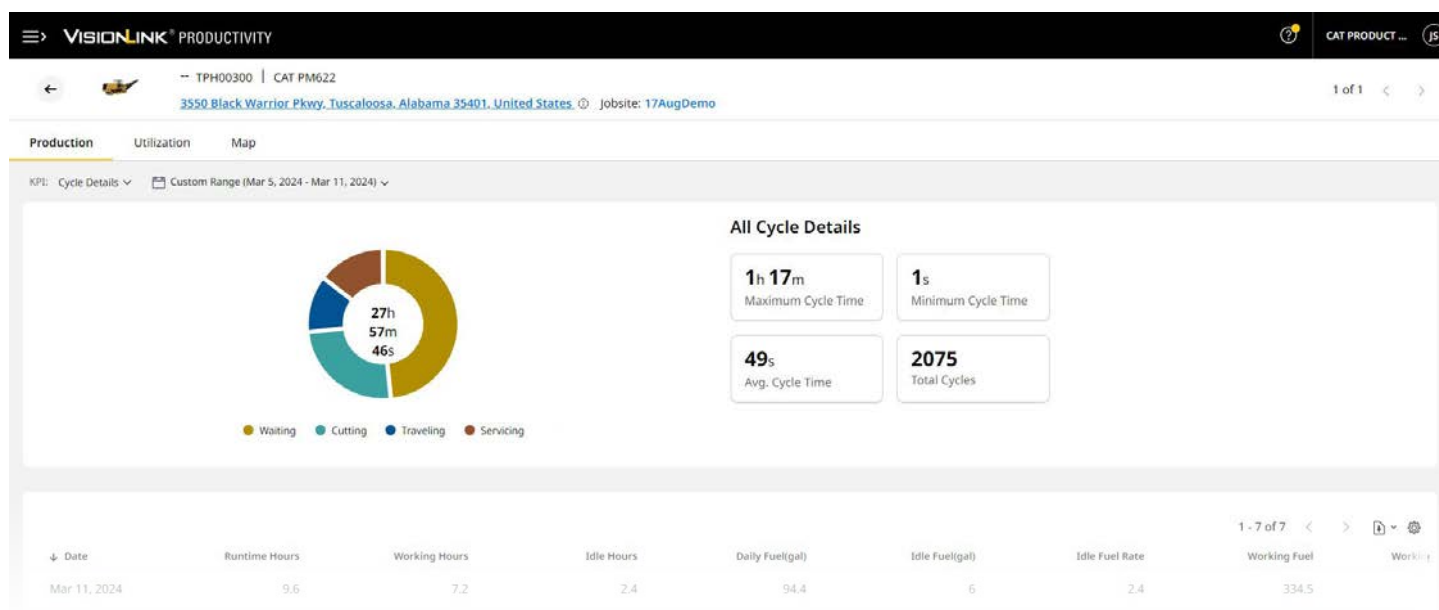 VISIONLINK® PRODUCTIVITY
CAT PRODUCT ...
JS
-- TPH00300 | CAT PM622
3550 Black Warrior Pkwy, Tuscaloosa, Alabama 35401, United States Jobsite: 17AugDemo
1 of 1
Production Utilization Map
KPI: Cycle Details Custom Range (Mar 5, 2024 - Mar 11, 2024)
27h
57m
46s
Waiting Cutting Traveling Servicing
All Cycle Details
1h 17m
Maximum Cycle Time
1s
Minimum Cycle Time
49s
Avg. Cycle Time
2075
Total Cycles
1 - 7 of 7
Date Runtime Hours Working Hours Idle Hours Daily Fuel(gal) Idle Fuel(gal) Idle Fuel Rate Working Fuel
Mar 11, 2024 9.6 7.2 2.4 94.4 6 2.4 334.5